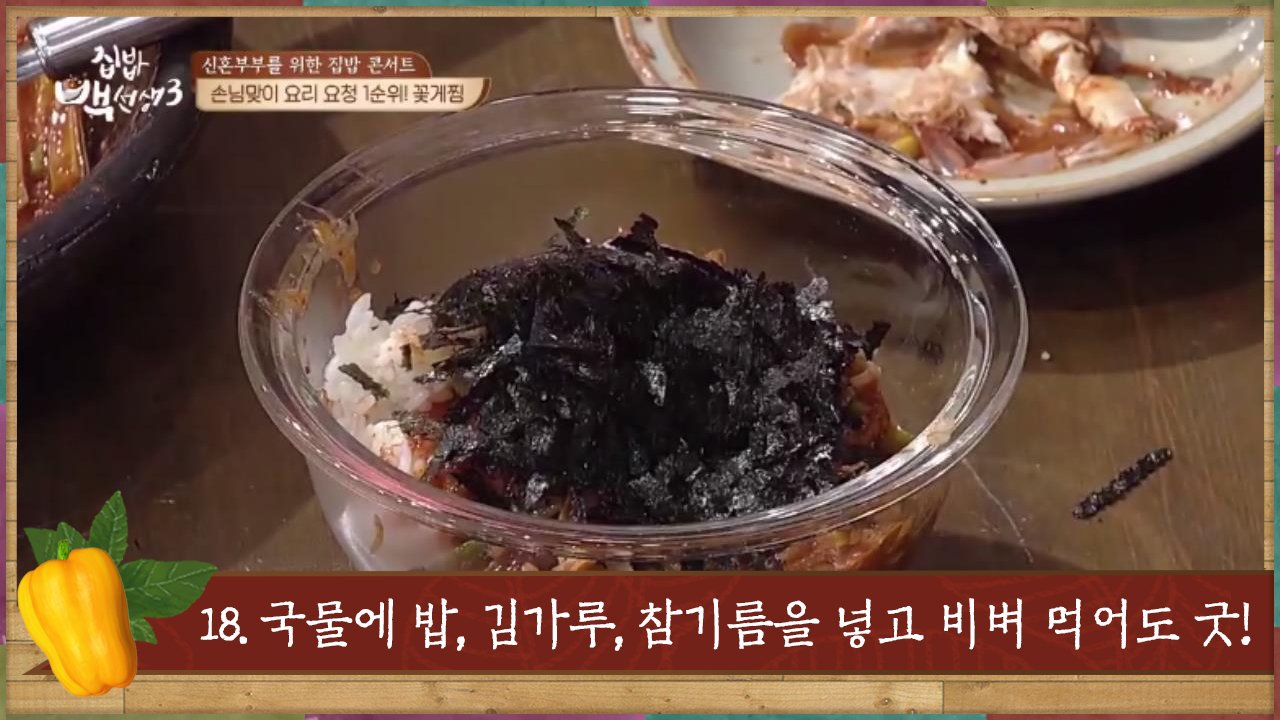 집밥
백선생3
신혼부부를 위한 집밥 콘서트
손님맞이 요리 요청 1순위! 꽃게찜
18. 국물에 밥, 김가루, 참기름을 넣고 비벼 먹어도 굿!